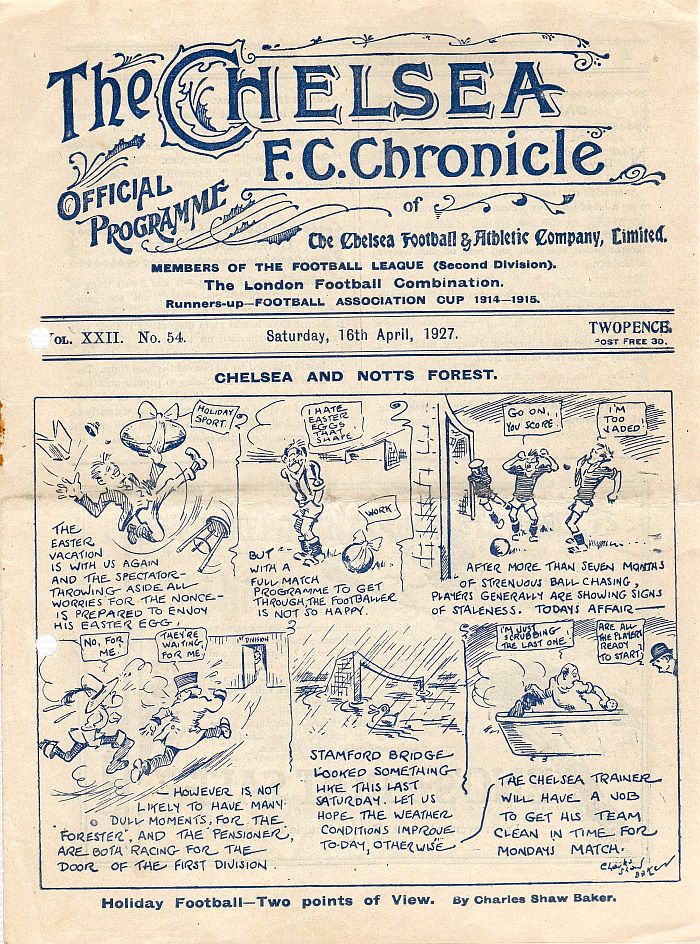 The CHELSEA
F.C. Chronicle
OFFICIAL
PROGRAMME
of
The Chelsea Football & Athletic Company, Limited.
MEMBERS OF THE FOOTBALL LEAGUE (Second Division).
The London Football Combination.
Runners-up—FOOTBALL ASSOCIATION CUP 1914–1915.
VOL. XXII. No. 54.
Saturday, 16th April, 1927.
TWOPENCE.
POST FREE 3D.
CHELSEA AND NOTTS FOREST.
HOLIDAY
SPORT.
THE
EASTER
VACATION
IS WITH US AGAIN
AND THE SPECTATOR—
THROWING ASIDE ALL
WORRIES FOR THE NONCE—
IS PREPARED TO ENJOY
HIS EASTER EGG,
I HATE
EASTER
EGGS
THAT
SHAPE
WORK
BUT—
WITH A
FULL MATCH
PROGRAMME TO GET
THROUGH, THE FOOTBALLER
IS NOT SO HAPPY.
GO ON,
YOU SCORE!
I'M
TOO
JADED!
AFTER MORE THAN SEVEN MONTHS
OF STRENUOUS BALL-CHASING,
PLAYERS GENERALLY ARE SHOWING SIGNS
OF STALENESS. TODAYS AFFAIR—
NO, FOR
ME!
THEY'RE
WAITING
FOR ME
1ST DIVISION
— HOWEVER IS NOT
LIKELY TO HAVE MANY
DULL MOMENTS, FOR THE
'FORESTER', AND THE 'PENSIONER',
ARE BOTH RACING FOR THE
DOOR OF THE FIRST DIVISION.
STAMFORD BRIDGE
LOOKED SOMETHING
LIKE THIS LAST
SATURDAY. LET US
HOPE THE WEATHER
CONDITIONS IMPROVE
TO-DAY, OTHERWISE
I'M JUST
SCRUBBING
THE LAST ONE!
ARE ALL
THE PLAYERS
READY
TO START?
THE CHELSEA TRAINER
WILL HAVE A JOB
TO GET HIS TEAM
CLEAN IN TIME FOR
MONDAYS MATCH.
Charles
Shaw
Baker
Holiday Football—Two points of View. By Charles Shaw Baker.